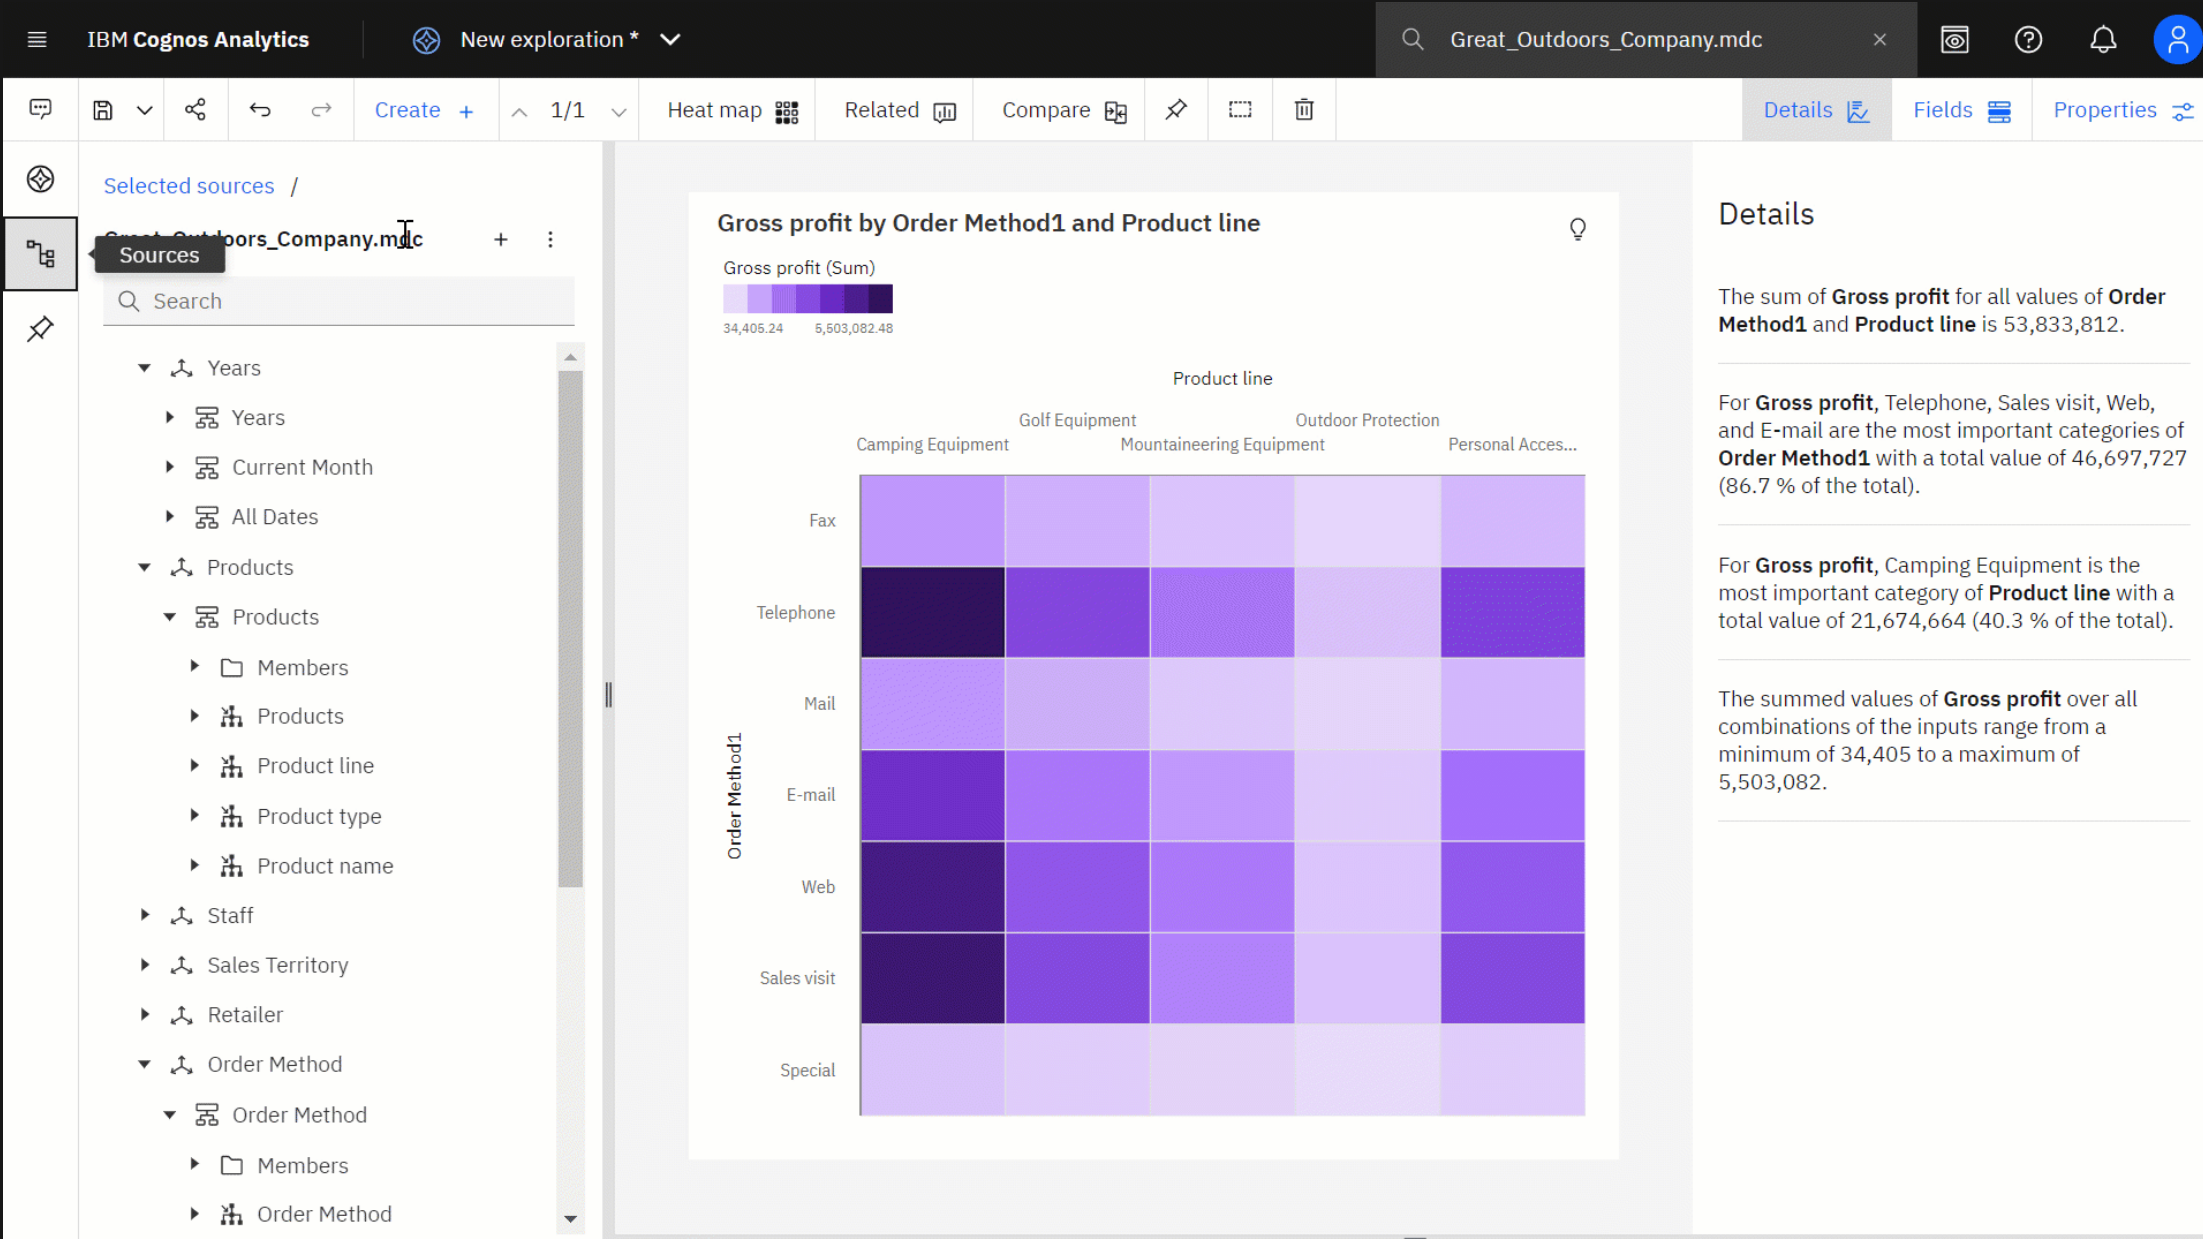 IBM Cognos Analytics
New exploration *
Great_Outdoors_Company.mdc
Create +
1/1
Heat map
Related
Compare
Details
Fields
Properties
Selected sources /
Great_Outdoors_Company.mdc
Sources
Search
Years
Years
Current Month
All Dates
Products
Products
Members
Products
Product line
Product type
Product name
Staff
Sales Territory
Retailer
Order Method
Order Method
Members
Order Method
Gross profit by Order Method1 and Product line
Gross profit (Sum)
34,405.24 5,503,082.48
Product line
Golf Equipment Outdoor Protection
Camping Equipment Mountaineering Equipment Personal Acces...
Order Method1
Fax
Telephone
Mail
E-mail
Web
Sales visit
Special
Details
The sum of Gross profit for all values of Order
Method1 and Product line is 53,833,812.
For Gross profit, Telephone, Sales visit, Web,
and E-mail are the most important categories of
Order Method1 with a total value of 46,697,727
(86.7 % of the total).
For Gross profit, Camping Equipment is the
most important category of Product line with a
total value of 21,674,664 (40.3 % of the total).
The summed values of Gross profit over all
combinations of the inputs range from a
minimum of 34,405 to a maximum of
5,503,082.